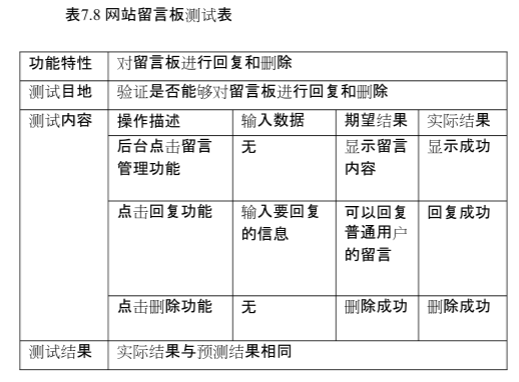 表7.8 网站留言板测试表
功能特性 对留言板进行回复和删除
测试目地 验证是否能够对留言板进行回复和删除
测试内容 操作描述 输入数据 期望结果 实际结果
后台点击留言 无 显示留言 显示成功
管理功能 内容
点击回复功能 输入要回复 可以回复 回复成功
的信息 普通用户
的留言
点击删除功能 无 删除成功 删除成功
测试结果 实际结果与预测结果相同